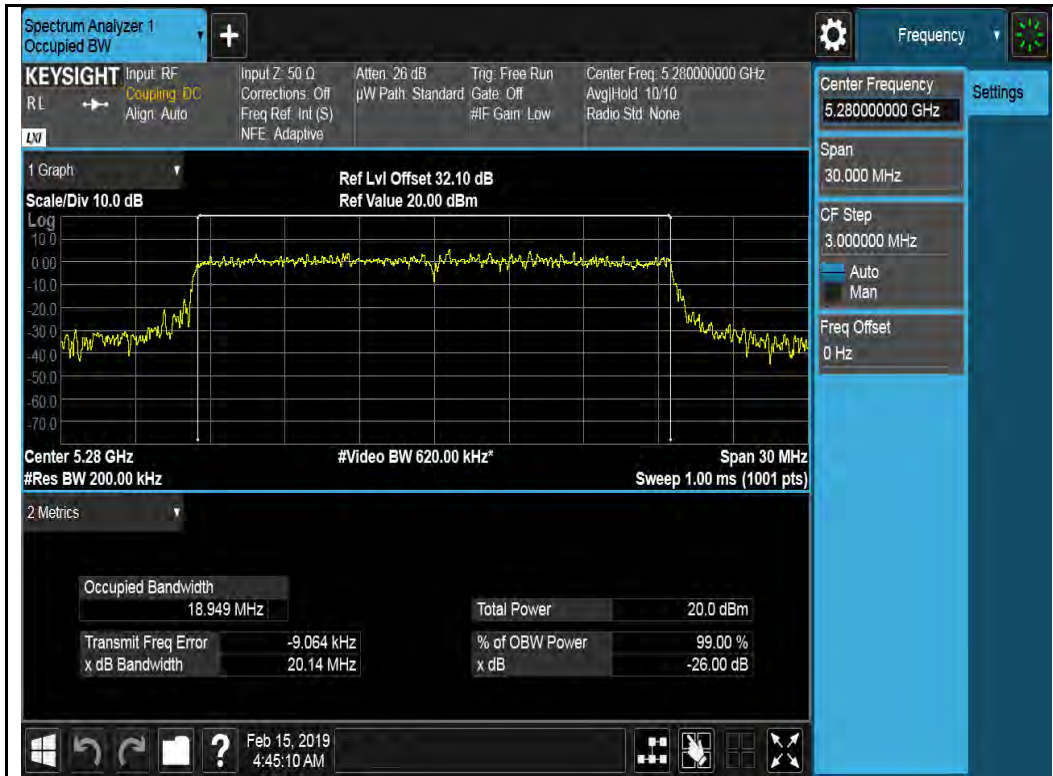 Spectrum Analyzer 1
Occupied BW
+
Frequency
KEYSIGHT Input: RF Input Z: 50 Ω Atten: 26 dB Trig: Free Run Center Freq: 5.280000000 GHz
RL Coupling: DC Corrections: Off µW Path: Standard Gate: Off Avg|Hold: 10/10
Align: Auto Freq Ref: Int (S) #IF Gain: Low Radio Std: None
LXI NFE: Adaptive
Center Frequency
5.280000000 GHz
Settings
Span
30.000 MHz
CF Step
3.000000 MHz
Auto
Man
Freq Offset
0 Hz
1 Graph
Ref Lvl Offset 32.10 dB
Scale/Div 10.0 dB Ref Value 20.00 dBm
Log
10.0
0.00
-10.0
-20.0
-30.0
-40.0
-50.0
-60.0
-70.0
Center 5.28 GHz #Video BW 620.00 kHz* Span 30 MHz
#Res BW 200.00 kHz Sweep 1.00 ms (1001 pts)
2 Metrics
Occupied Bandwidth
18.949 MHz Total Power 20.0 dBm
Transmit Freq Error -9.064 kHz % of OBW Power 99.00 %
x dB Bandwidth 20.14 MHz x dB -26.00 dB
?
Feb 15, 2019
4:45:10 AM